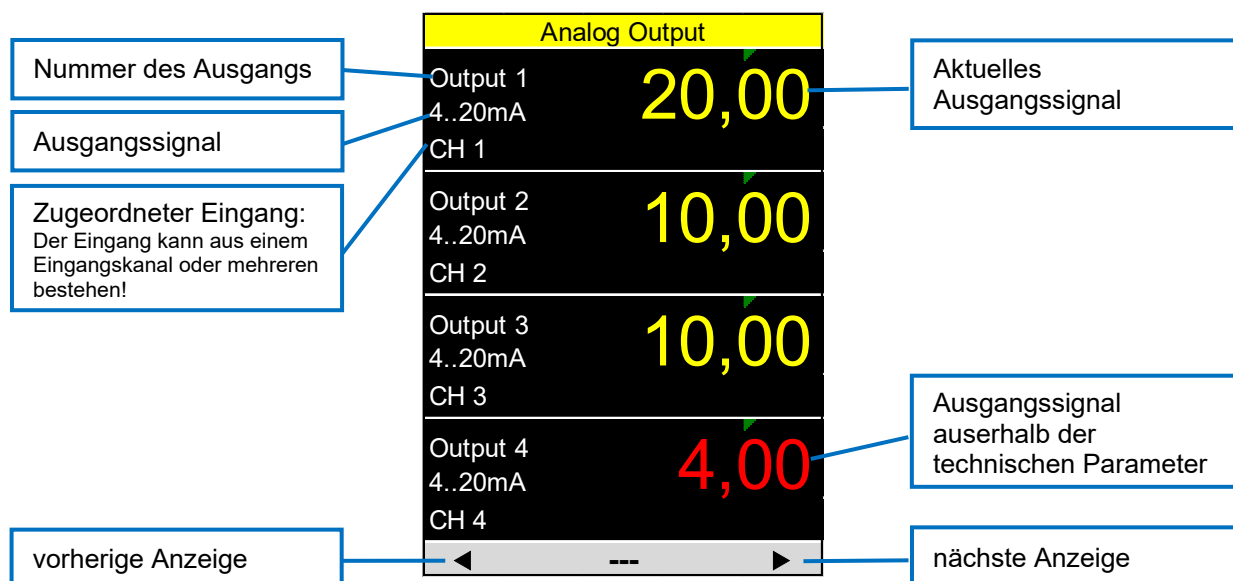 Analog Output
Nummer des Ausgangs
Ausgangssignal
Zugeordneter Eingang:
Der Eingang kann aus einem
Eingangskanal oder mehreren
bestehen!
Output 1
4..20mA
CH 1
20,00
Aktuelles
Ausgangssignal
Output 2
4..20mA
CH 2
10,00
Output 3
4..20mA
CH 3
10,00
Output 4
4..20mA
CH 4
4,00
Ausgangssignal
auserhalb der
technischen Parameter
vorherige Anzeige
◄ --- ►
nächste Anzeige